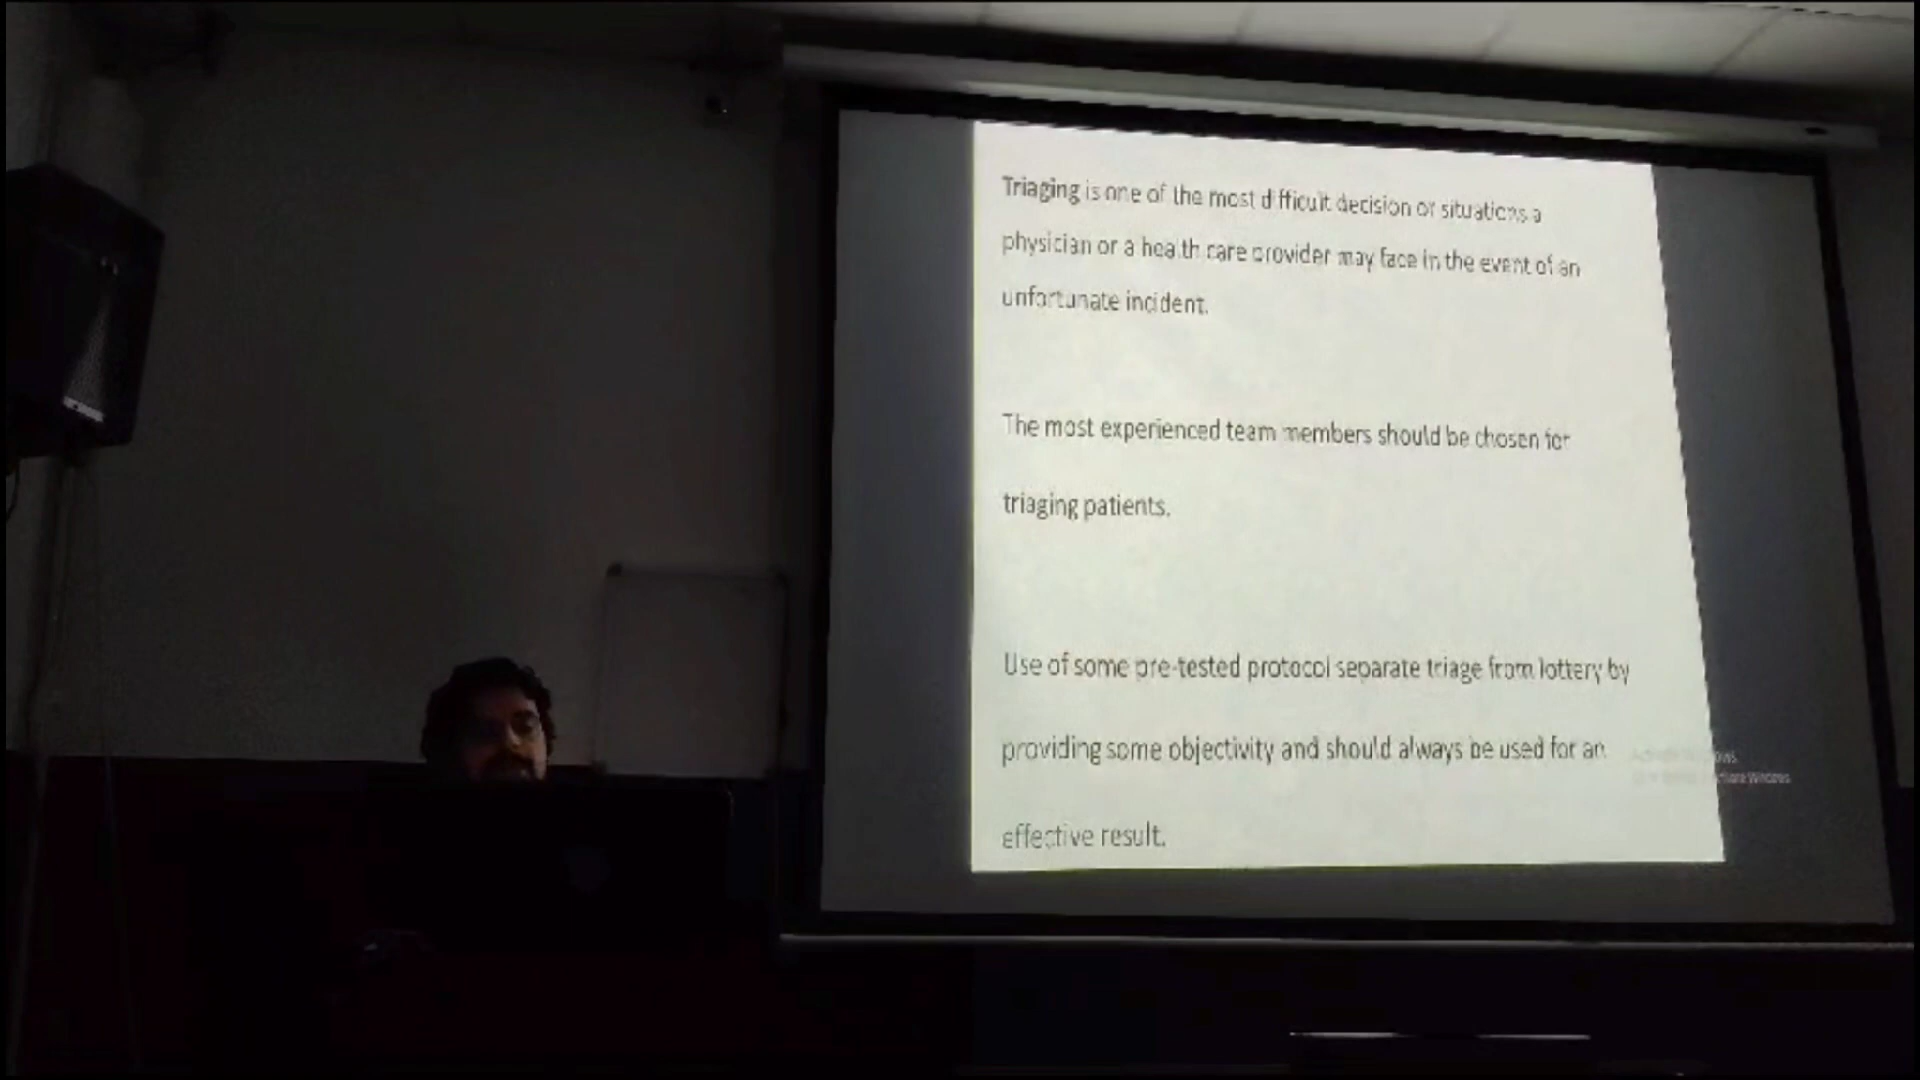 Triaging is one of the most difficult decision or situations a
physician or a health care provider may face in the event of an
unfortunate incident.
The most experienced team members should be chosen for
triaging patients.
Use of some pre-tested protocol separate triage from lottery by
providing some objectivity and should always be used for an
effective result.